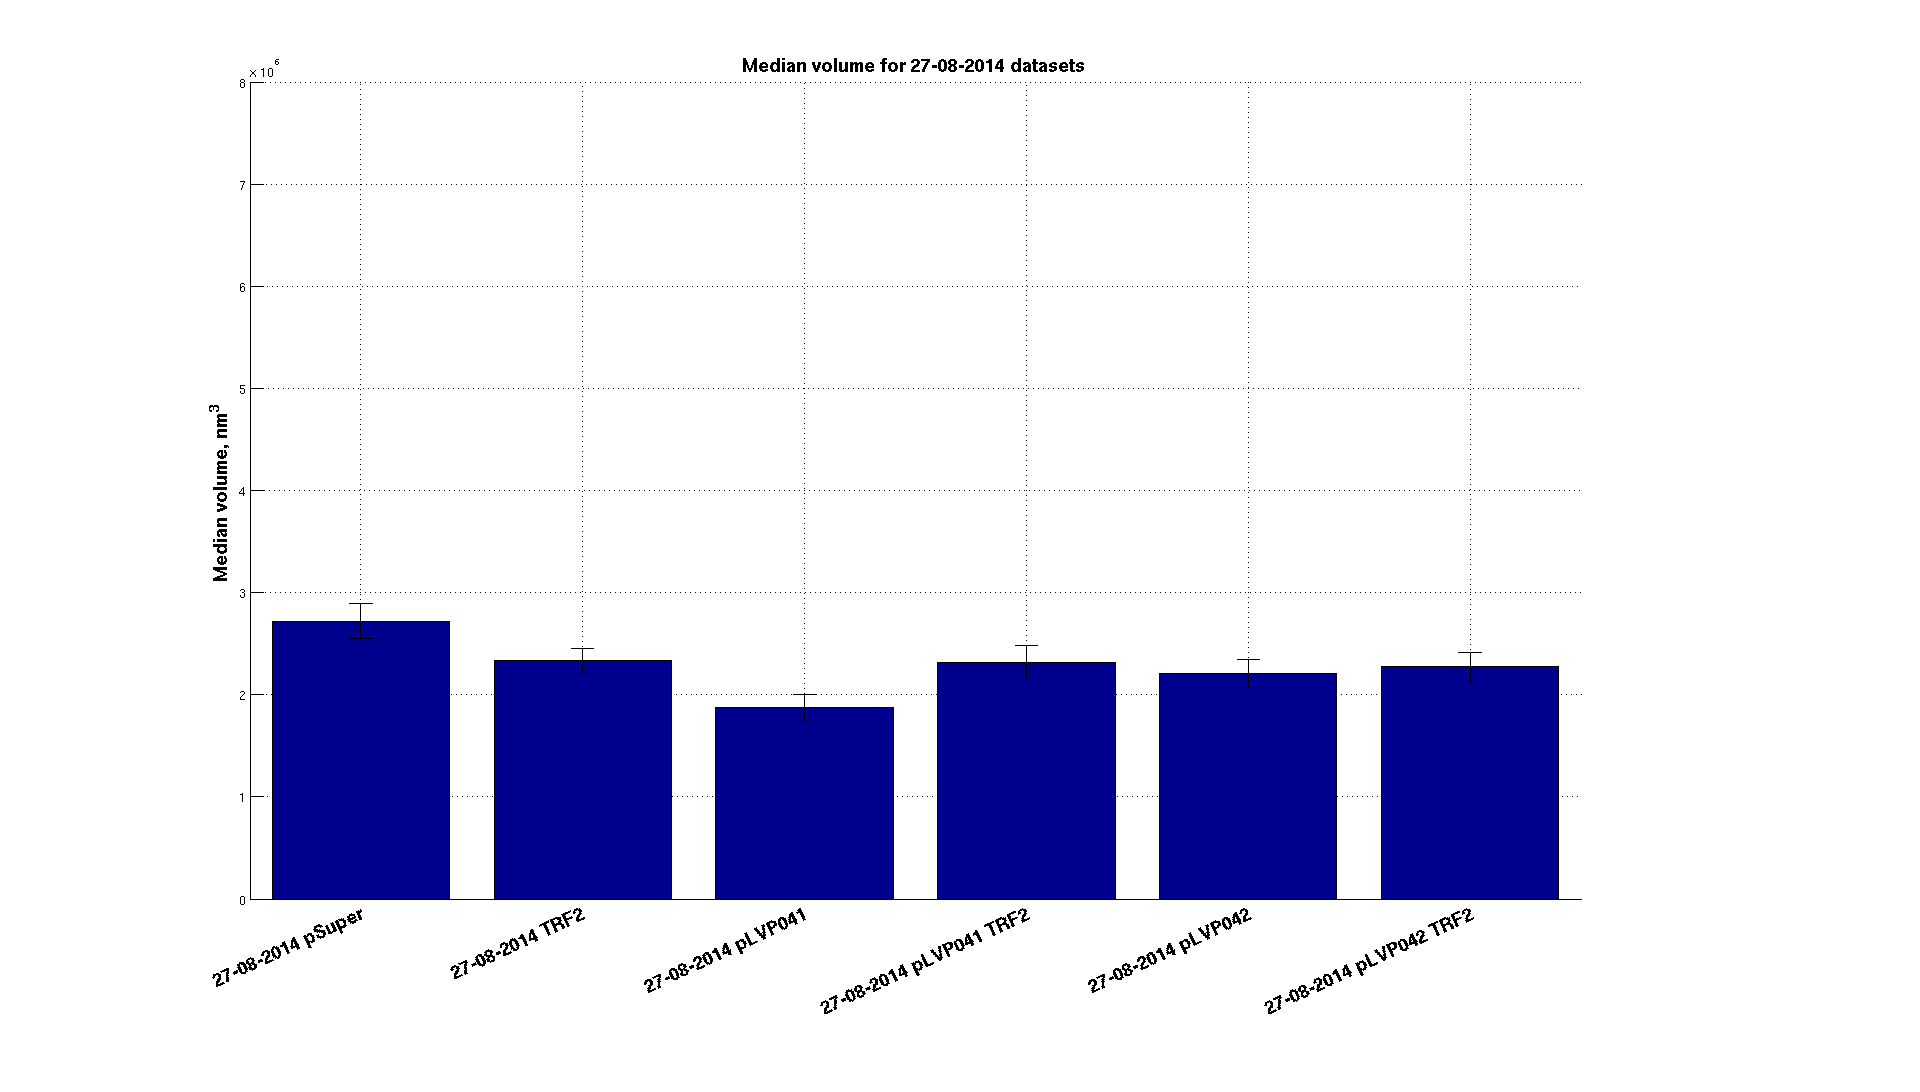 Median volume for 27-08-2014 datasets
× 10^6
8
7
6
5
4
3
2
1
0
Median volume, nm^3
27-08-2014 pSuper
27-08-2014 TRF2
27-08-2014 pLVP041
27-08-2014 pLVP041 TRF2
27-08-2014 pLVP042
27-08-2014 pLVP042 TRF2